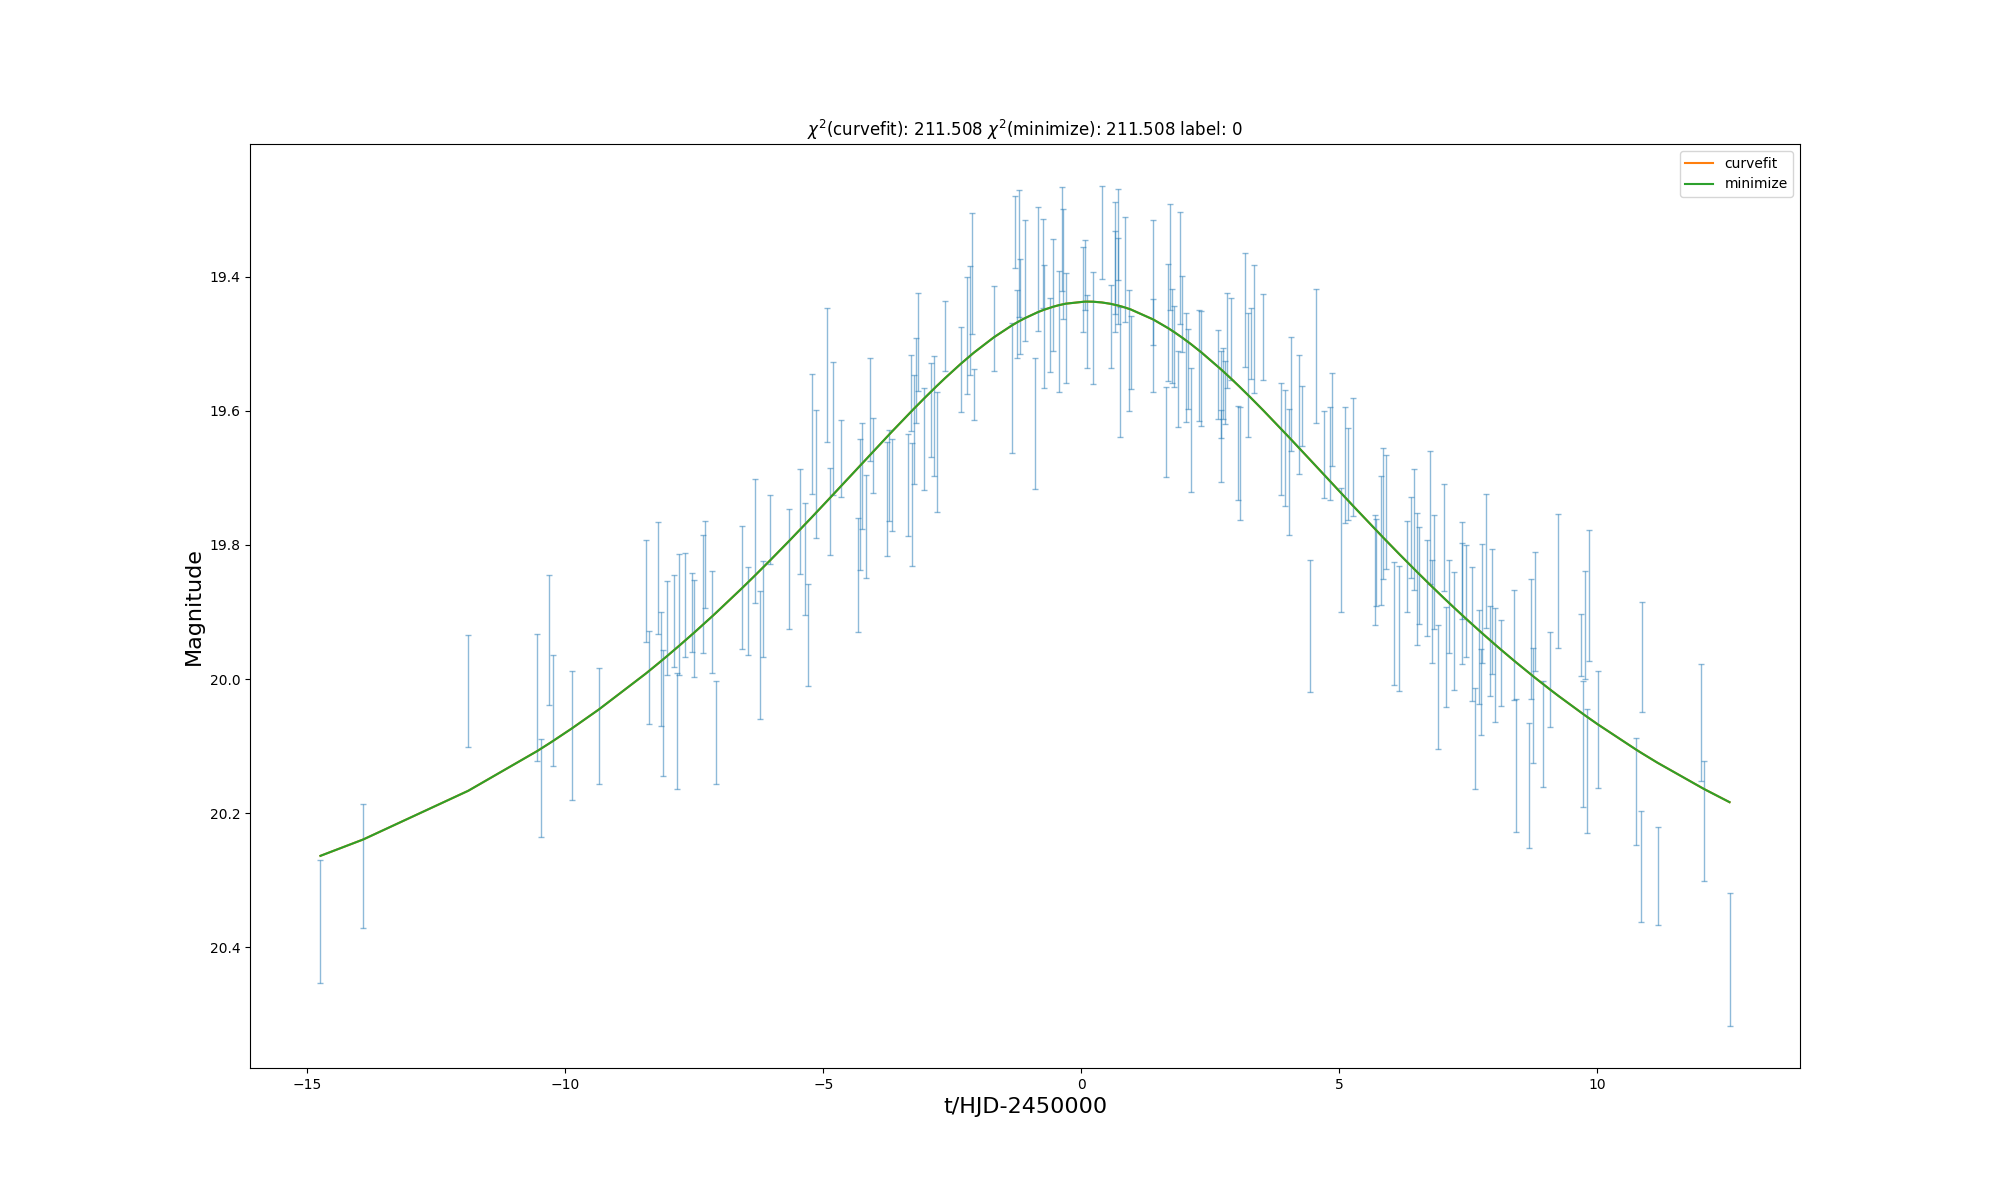 χ²(curvefit): 211.508 χ²(minimize): 211.508 label: 0
curvefit
minimize
Magnitude
19.4
19.6
19.8
20.0
20.2
20.4
−15
−10
−5
0
5
10
t/HJD-2450000